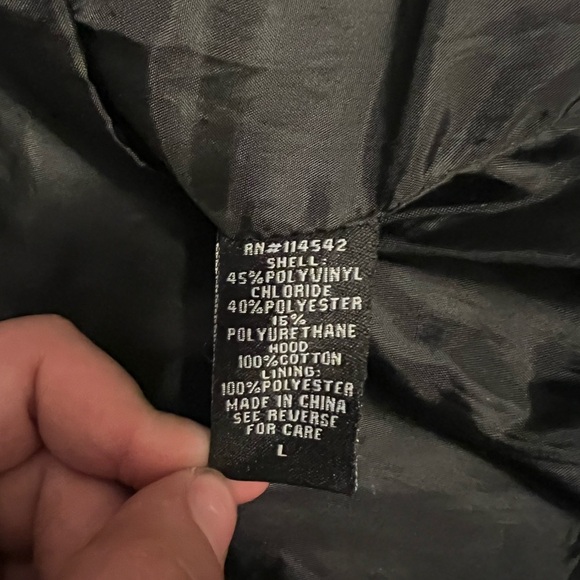 RN#114542
SHELL:
45%POLYVINYL
CHLORIDE
40%POLYESTER
15%
POLYURETHANE
HOOD
100%COTTON
LINING:
100%POLYESTER
MADE IN CHINA
SEE REVERSE
FOR CARE
L